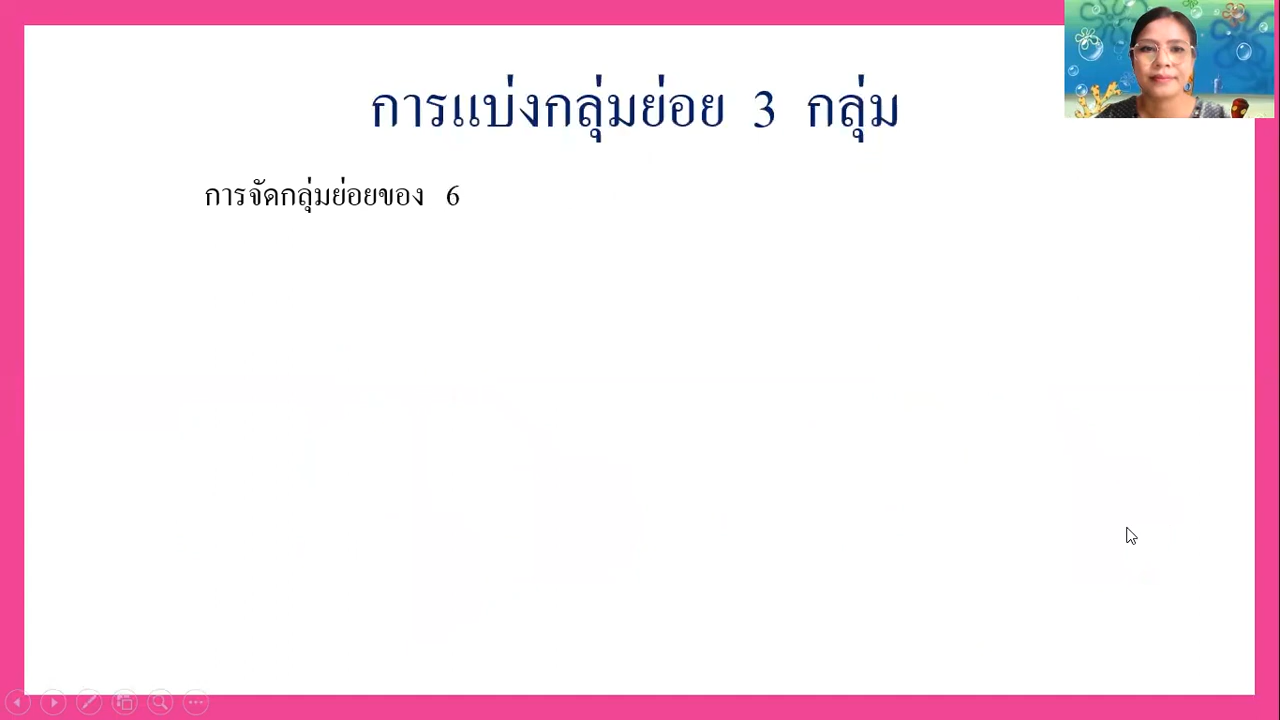 การแบ่งกลุ่มย่อย 3 กลุ่ม
การจัดกลุ่มย่อยของ 6